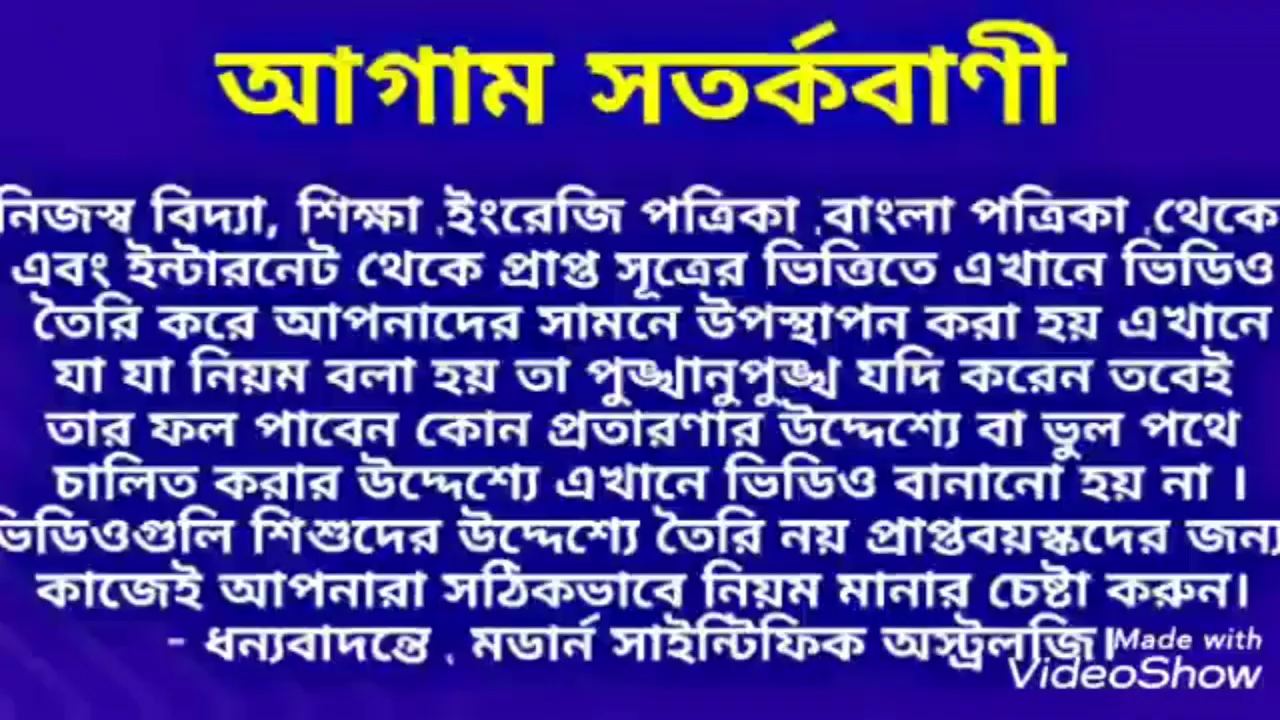 আগাম সতর্কবাণী
নিজস্ব বিদ্যা, শিক্ষা ,ইংরেজি পত্রিকা ,বাংলা পত্রিকা ,থেকে
এবং ইন্টারনেট থেকে প্রাপ্ত সূত্রের ভিত্তিতে এখানে ভিডিও
তৈরি করে আপনাদের সামনে উপস্থাপন করা হয় এখানে
যা যা নিয়ম বলা হয় তা পুঙ্খানুপুঙ্খ যদি করেন তবেই
তার ফল পাবেন কোন প্রতারণার উদ্দেশ্যে বা ভুল পথে
চালিত করার উদ্দেশ্যে এখানে ভিডিও বানানো হয় না ।
ভিডিওগুলি শিশুদের উদ্দেশ্যে তৈরি নয় প্রাপ্তবয়স্কদের জন্য
কাজেই আপনারা সঠিকভাবে নিয়ম মানার চেষ্টা করুন।
- ধন্যবাদন্তে , মডার্ন সাইন্টিফিক অস্ট্রলজি।
Made with
VideoShow